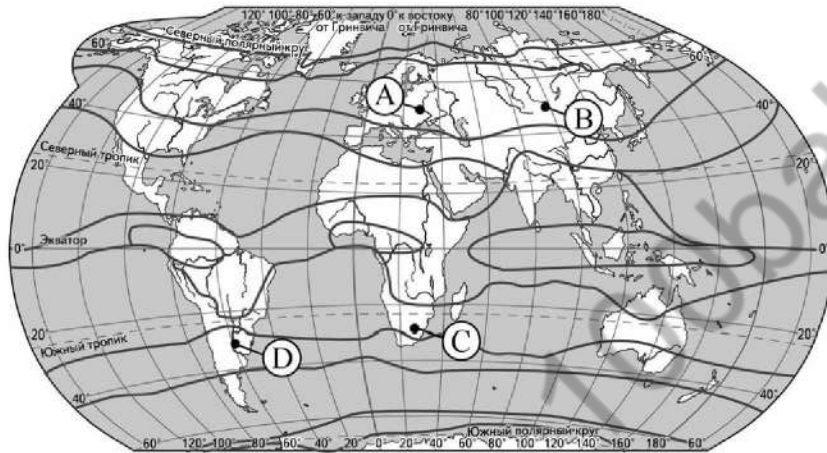 120°100°80°60° к западу 0° к востоку 80°100°120°140°160°180°
от Гринвича от Гринвича
Северный полярный круг
60° 60°
A
B
40° 40°
Северный тропик
20° 20°
Экватор
0° 0°
C
D
20° 20°
Южный тропик
40° 40°
Южный полярный круг
60° 180°120°100°80°60°40°20°0°20°40° 80°100°120°140°160° 180° 60°